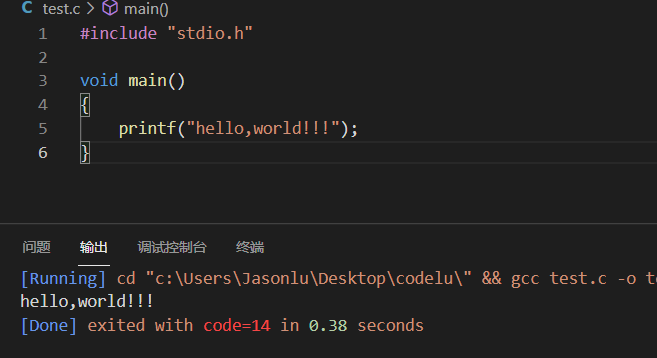 C test.c > main()
1 #include "stdio.h"
2
3 void main()
4 {
5     printf("hello,world!!!");
6 }
问题 输出 调试控制台 终端
[Running] cd "c:\Users\Jasonlu\Desktop\codelu\" && gcc test.c -o
hello,world!!!
[Done] exited with code=14 in 0.38 seconds